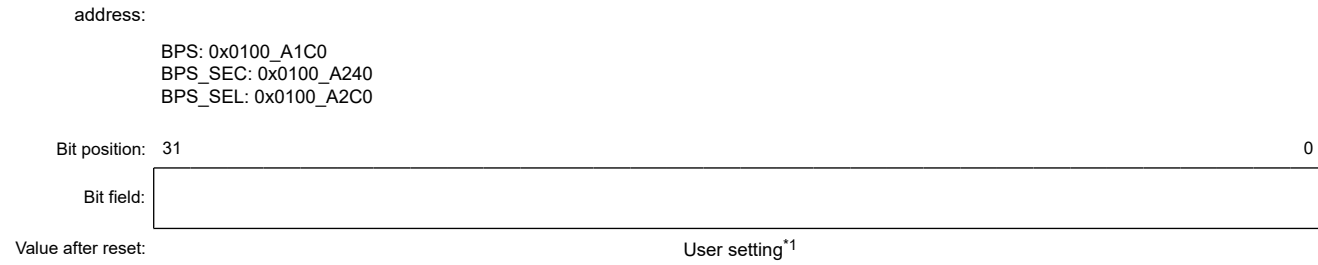 address:
BPS: 0x0100_A1C0
BPS_SEC: 0x0100_A240
BPS_SEL: 0x0100_A2C0
Bit position: 31 0
Bit field:
Value after reset: User setting*1